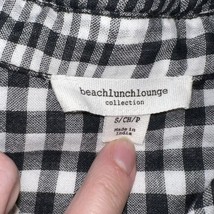 beachlunchlounge
collection
S/CH/P
Made in
India